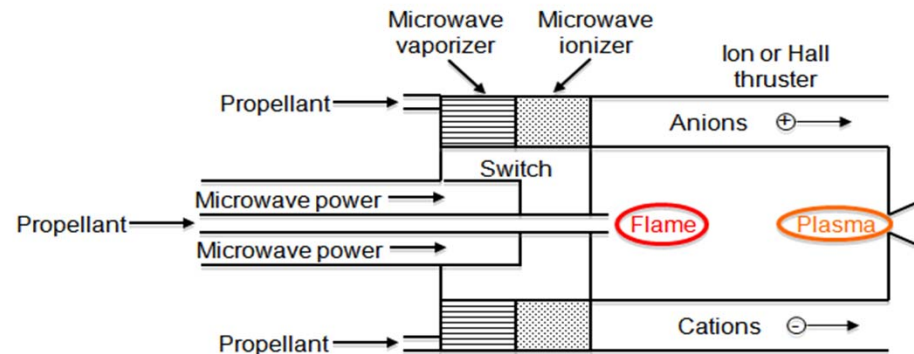 Microwave
vaporizer
Microwave
ionizer
Ion or Hall
thruster
Propellant
Anions +
Switch
Microwave power
Propellant
Flame
Plasma
Microwave power
Cations -
Propellant